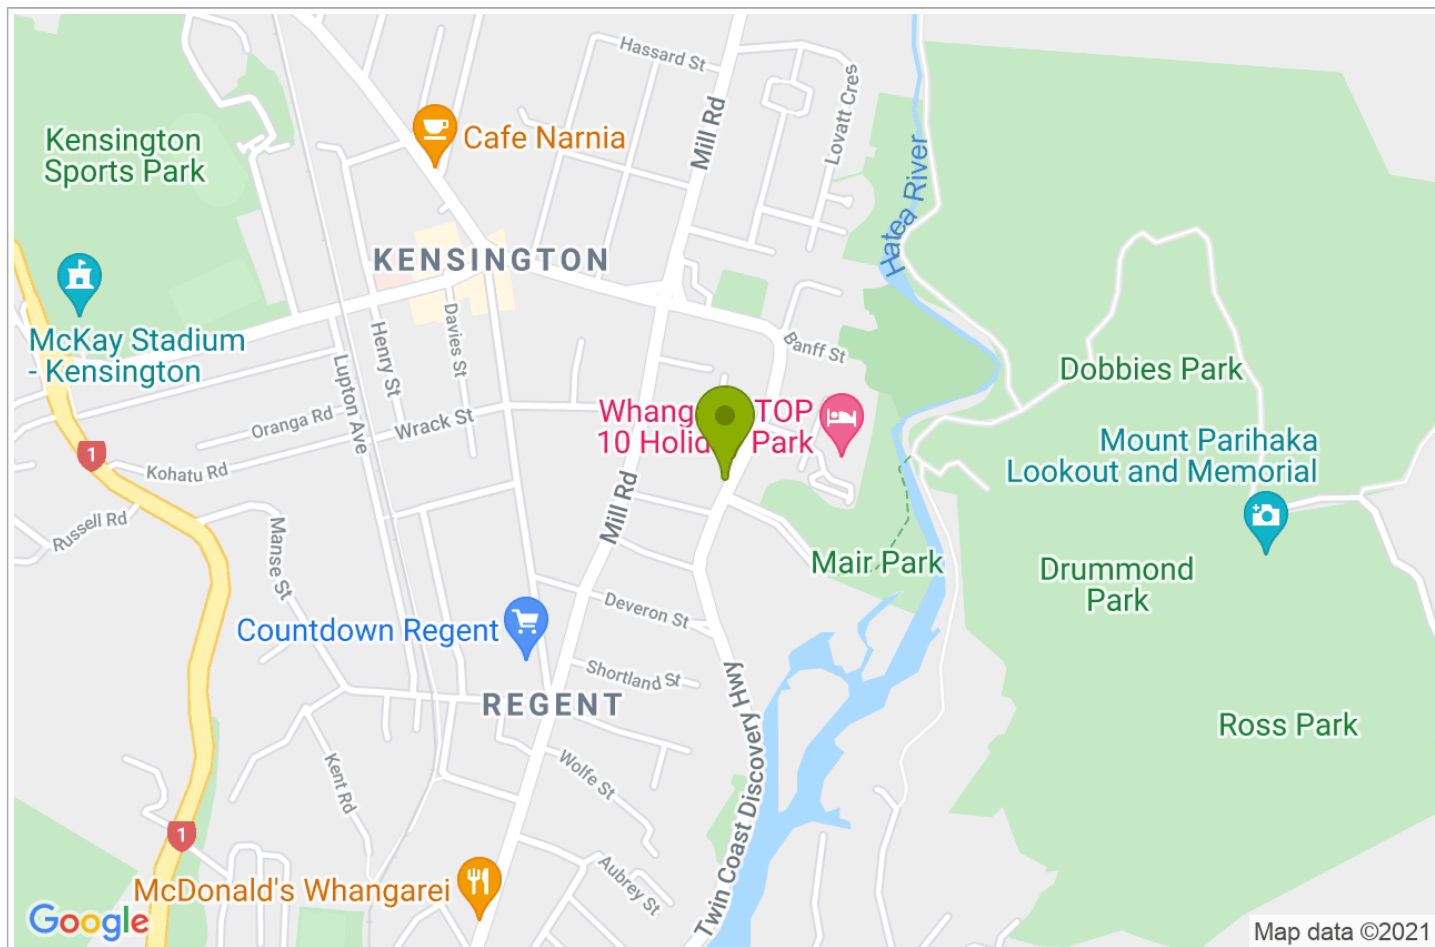 Hassard St
Lovatt Cres
Mill Rd
Cafe Narnia
Kensington
Sports Park
Hatea River
KENSINGTON
McKay Stadium
- Kensington
Davies St
Henry St
Lupton Ave
Banff St
Dobbies Park
Oranga Rd
Wrack St
Whang TOP
10 Holid Park
Mount Parihaka
Lookout and Memorial
1
Kohatu Rd
Russell Rd
Manse St
Mill Rd
Mair Park
Drummond
Park
Deveron St
Countdown Regent
Shortland St
REGENT
Ross Park
Twin Coast Discovery Hwy
Wolfe St
Kent Rd
1
Aubrey St
McDonald's Whangarei
Google
Map data ©2021